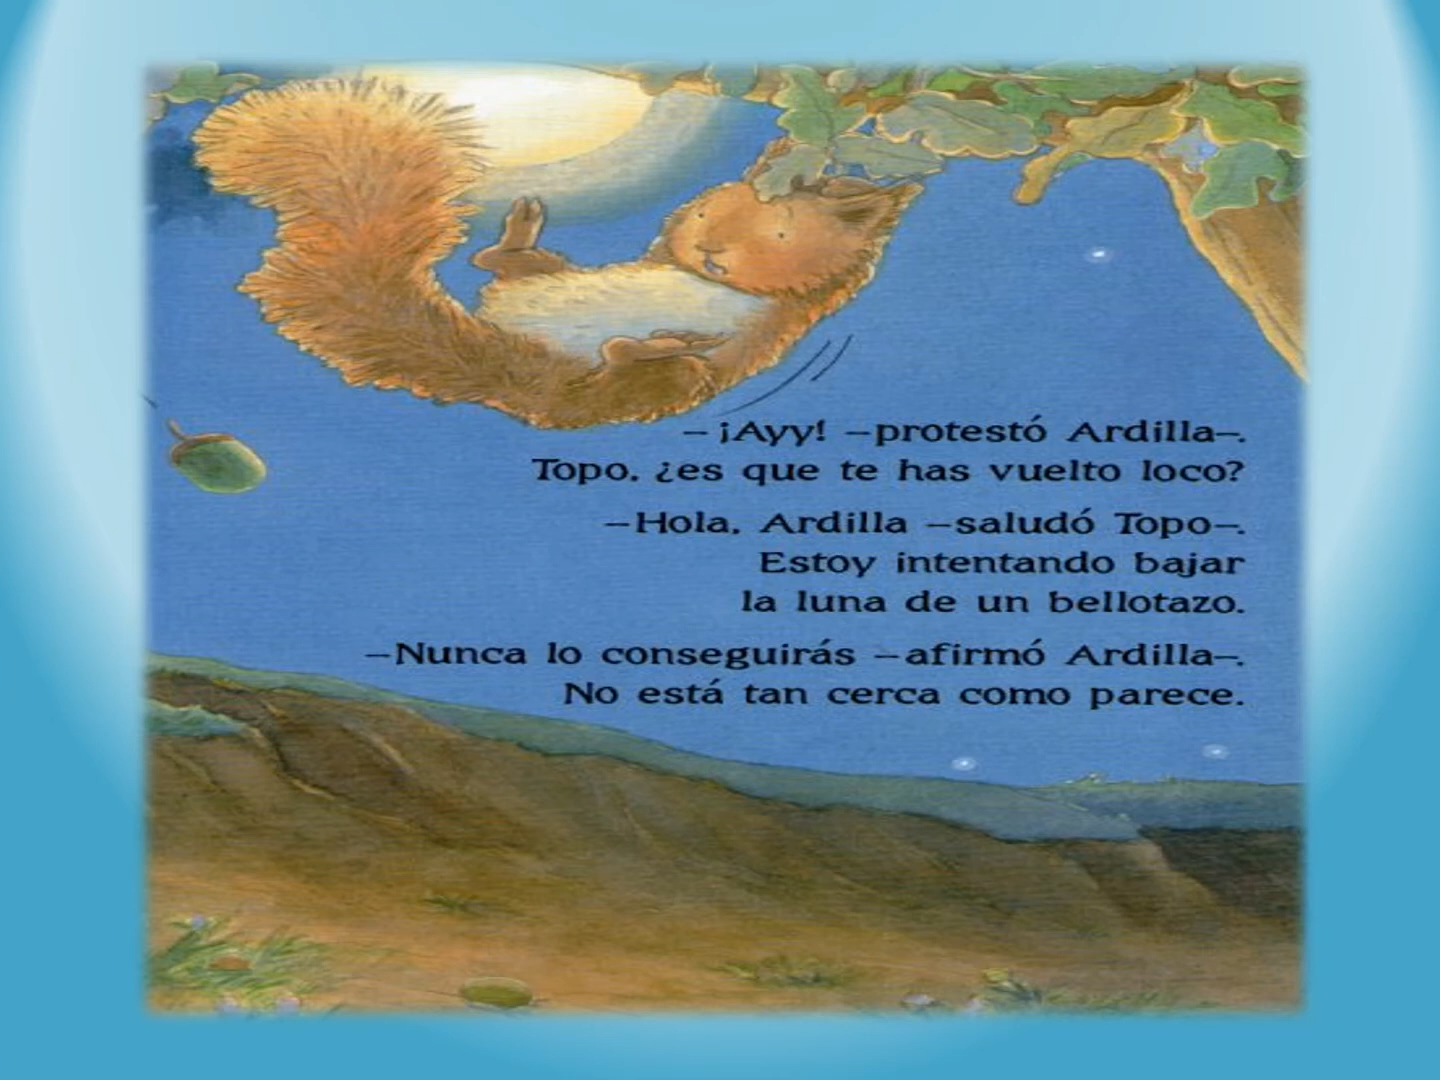 – ¡Ayy! –protestó Ardilla–.
Topo, ¿es que te has vuelto loco?
–Hola, Ardilla –saludó Topo–.
Estoy intentando bajar
la luna de un bellotazo.
–Nunca lo conseguirás –afirmó Ardilla–.
No está tan cerca como parece.